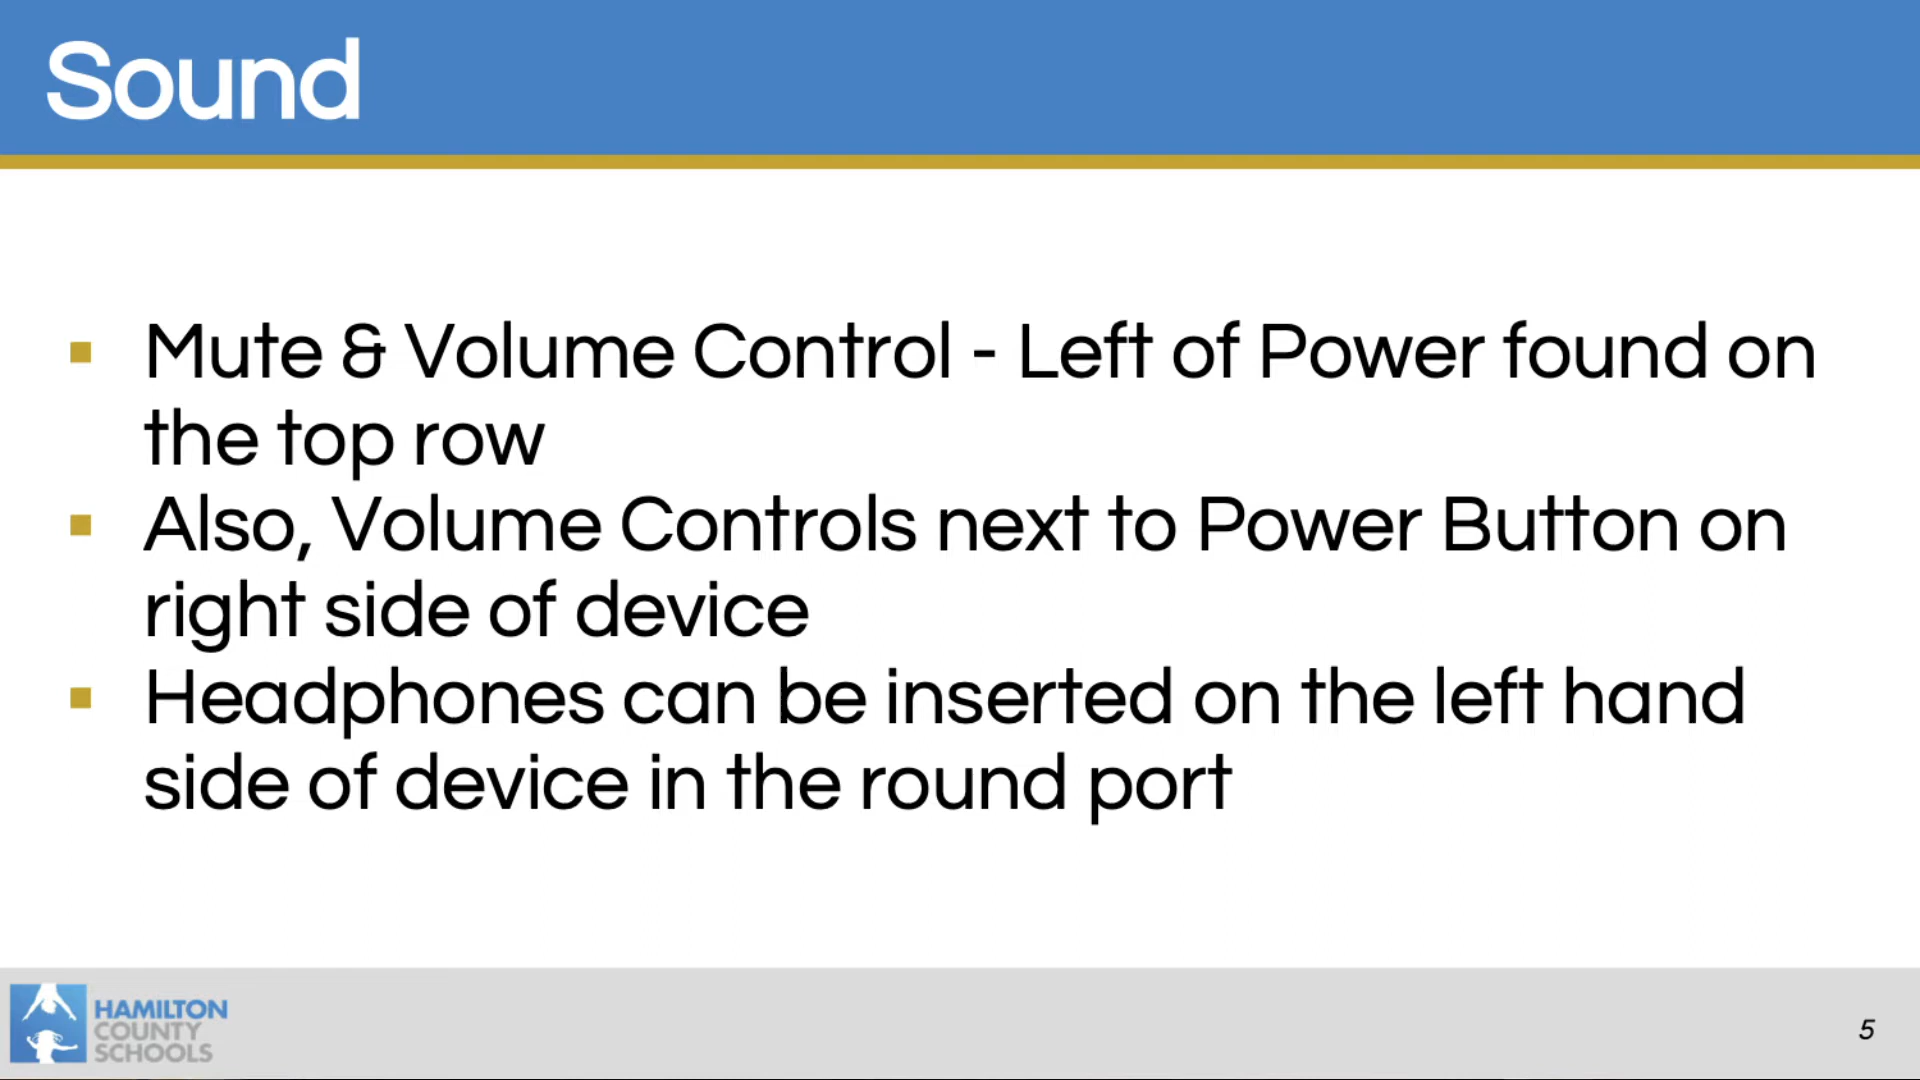 Sound
Mute & Volume Control - Left of Power found on
the top row
Also, Volume Controls next to Power Button on
right side of device
Headphones can be inserted on the left hand
side of device in the round port
HAMILTON
COUNTY
SCHOOLS
5